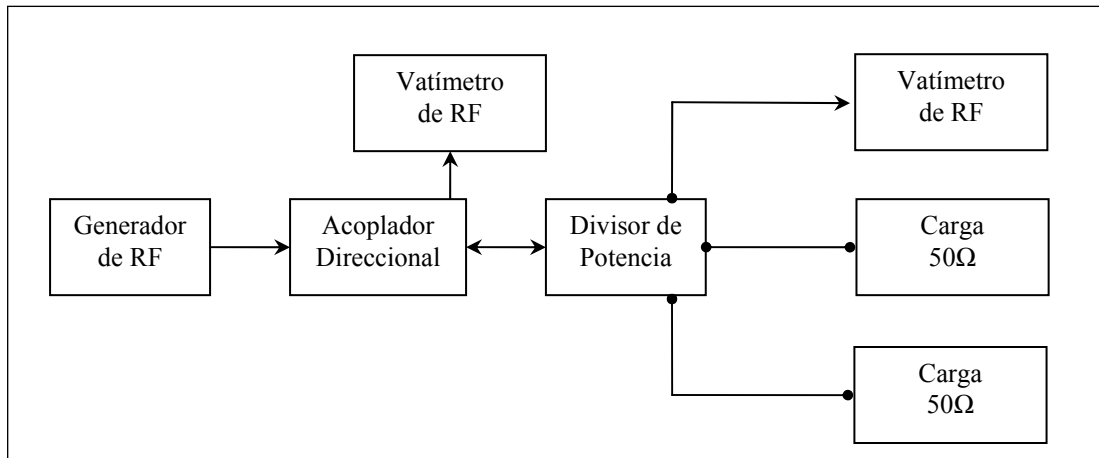 Vatímetro
de RF
Vatímetro
de RF
Generador
de RF
Acoplador
Direccional
Divisor de
Potencia
Carga
50Ω
Carga
50Ω